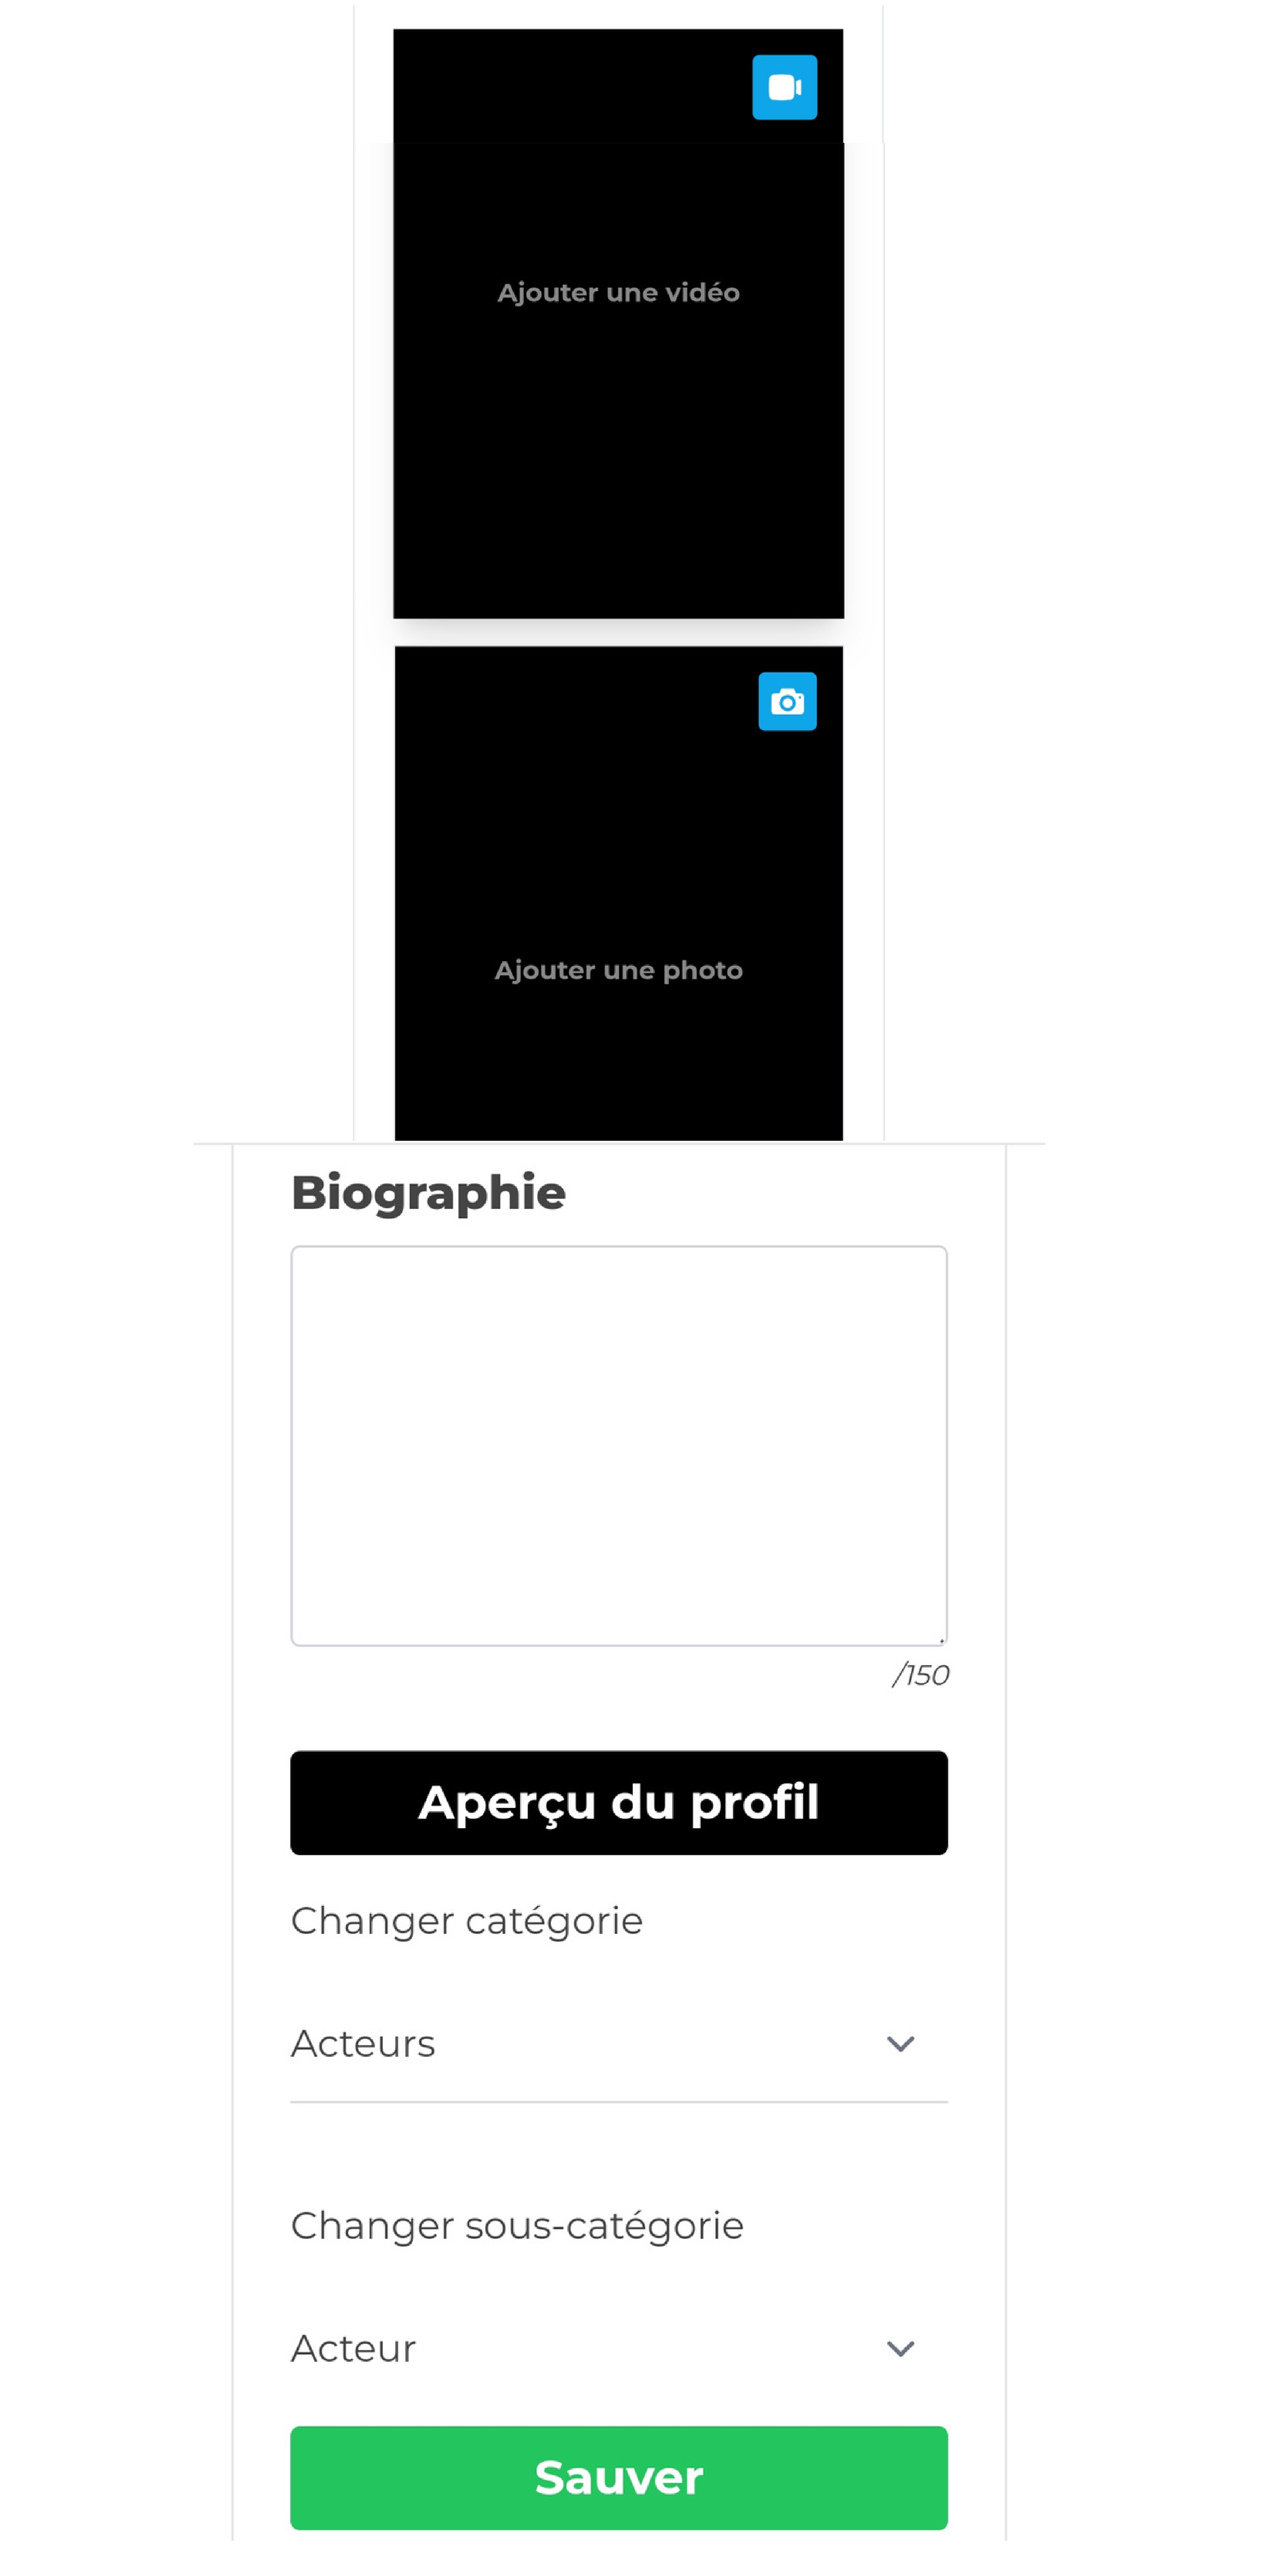 Ajouter une vidéo
Ajouter une photo
Biographie
/150
Aperçu du profil
Changer catégorie
Acteurs
Changer sous-catégorie
Acteur
Sauver